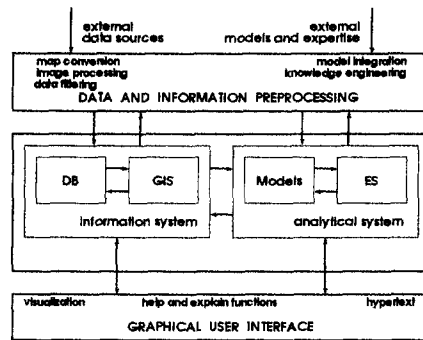 external data sources
external models and expertise
map conversion
image processing
data filtering
model integration
knowledge engineering
DATA AND INFORMATION PREPROCESSING
DB
GIS
Models
ES
information system
analytical system
visualization
help and explain functions
hypertext
GRAPHICAL USER INTERFACE